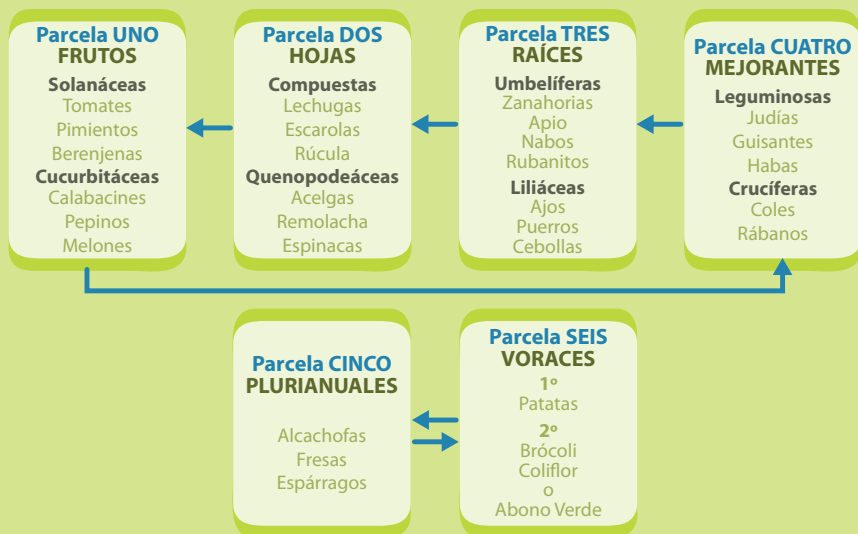 Parcela UNO
FRUTOS
Solanáceas
Tomates
Pimientos
Berenjenas
Cucurbitáceas
Calabacines
Pepinos
Melones
Parcela DOS
HOJAS
Compuestas
Lechugas
Escarolas
Rúcula
Quenopodeáceas
Acelgas
Remolacha
Espinacas
Parcela TRES
RAÍCES
Umbelíferas
Zanahorias
Apio
Nabos
Rubanitos
Liliáceas
Ajos
Puerros
Cebollas
Parcela CUATRO
MEJORANTES
Leguminosas
Judías
Guisantes
Habas
Crucíferas
Coles
Rábanos
Parcela CINCO
PLURIANUALES
Alcachofas
Fresas
Espárragos
Parcela SEIS
VORACES
1º
Patatas
2º
Brócoli
Coliflor
o
Abono Verde